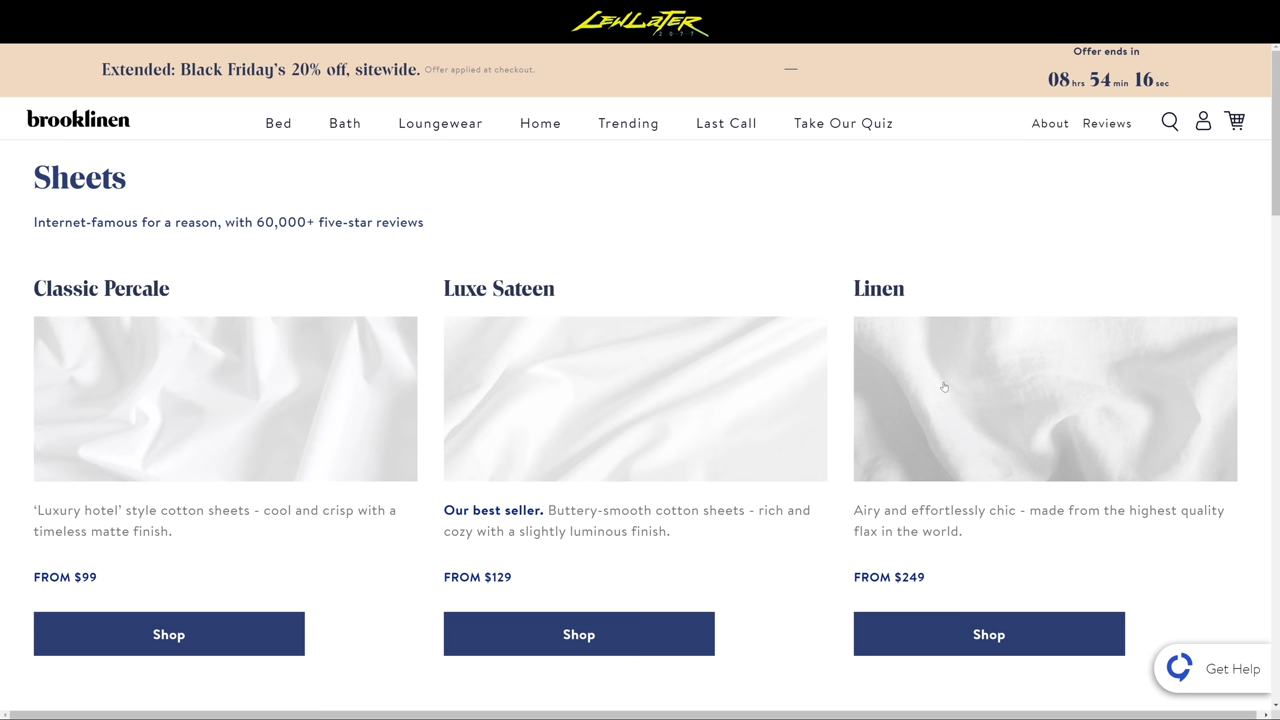 LEWLATER
2077
Extended: Black Friday's 20% off, sitewide. Offer applied at checkout.
Offer ends in
08 hrs 54 min 16 sec
brooklinen
Bed Bath Loungewear Home Trending Last Call Take Our Quiz About Reviews
Sheets
Internet-famous for a reason, with 60,000+ five-star reviews
Classic Percale
‘Luxury hotel’ style cotton sheets - cool and crisp with a
timeless matte finish.
FROM $99
Shop
Luxe Sateen
Our best seller. Buttery-smooth cotton sheets - rich and
cozy with a slightly luminous finish.
FROM $129
Shop
Linen
Airy and effortlessly chic - made from the highest quality
flax in the world.
FROM $249
Shop
Get Help